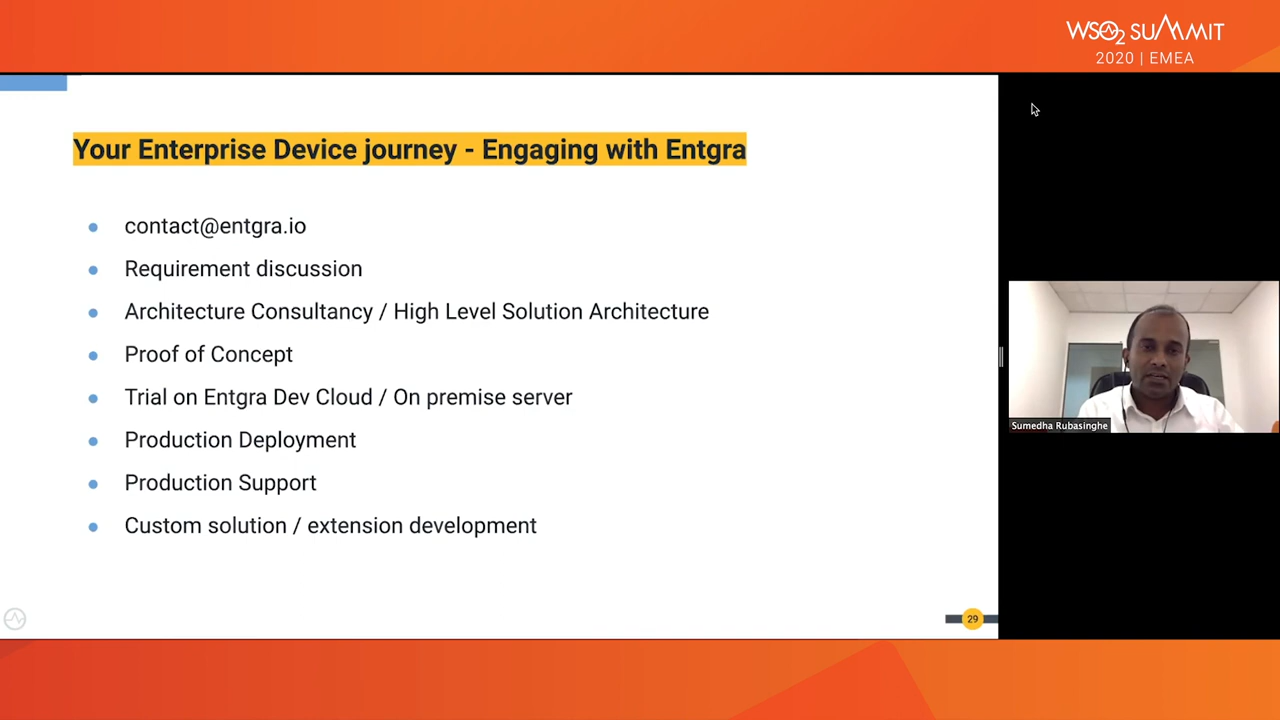 WSO2 SUMMIT
2020 | EMEA
Your Enterprise Device journey - Engaging with Entgra
contact@entgra.io
Requirement discussion
Architecture Consultancy / High Level Solution Architecture
Proof of Concept
Trial on Entgra Dev Cloud / On premise server
Production Deployment
Production Support
Custom solution / extension development
Sumedha Rubasinghe
29